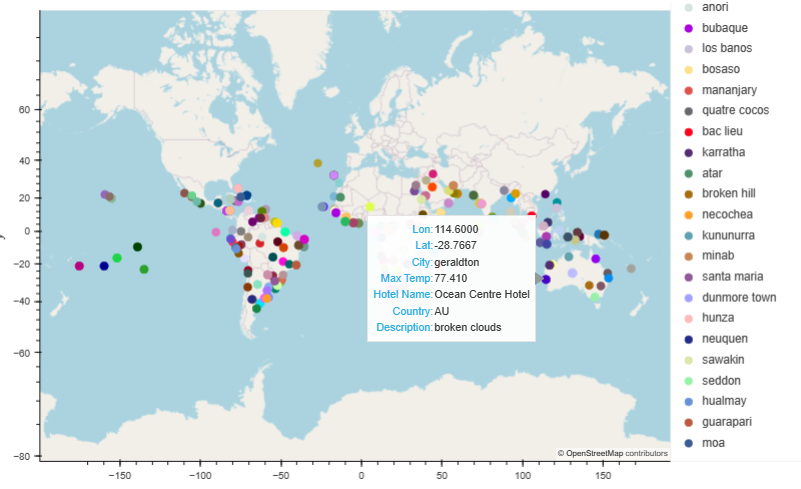 anori
bubaque
los banos
bosaso
mananjary
quatre cocos
bac lieu
karratha
atar
broken hill
necochea
kununurra
minab
santa maria
dunmore town
hunza
neuquen
sawakin
seddon
hualmay
guarapari
moa
60
40
20
0
−20
−40
−60
−80
y
Lon: 114.6000
Lat: -28.7667
City: geraldton
Max Temp: 77.410
Hotel Name: Ocean Centre Hotel
Country: AU
Description: broken clouds
© OpenStreetMap contributors
−150
−100
−50
0
50
100
150